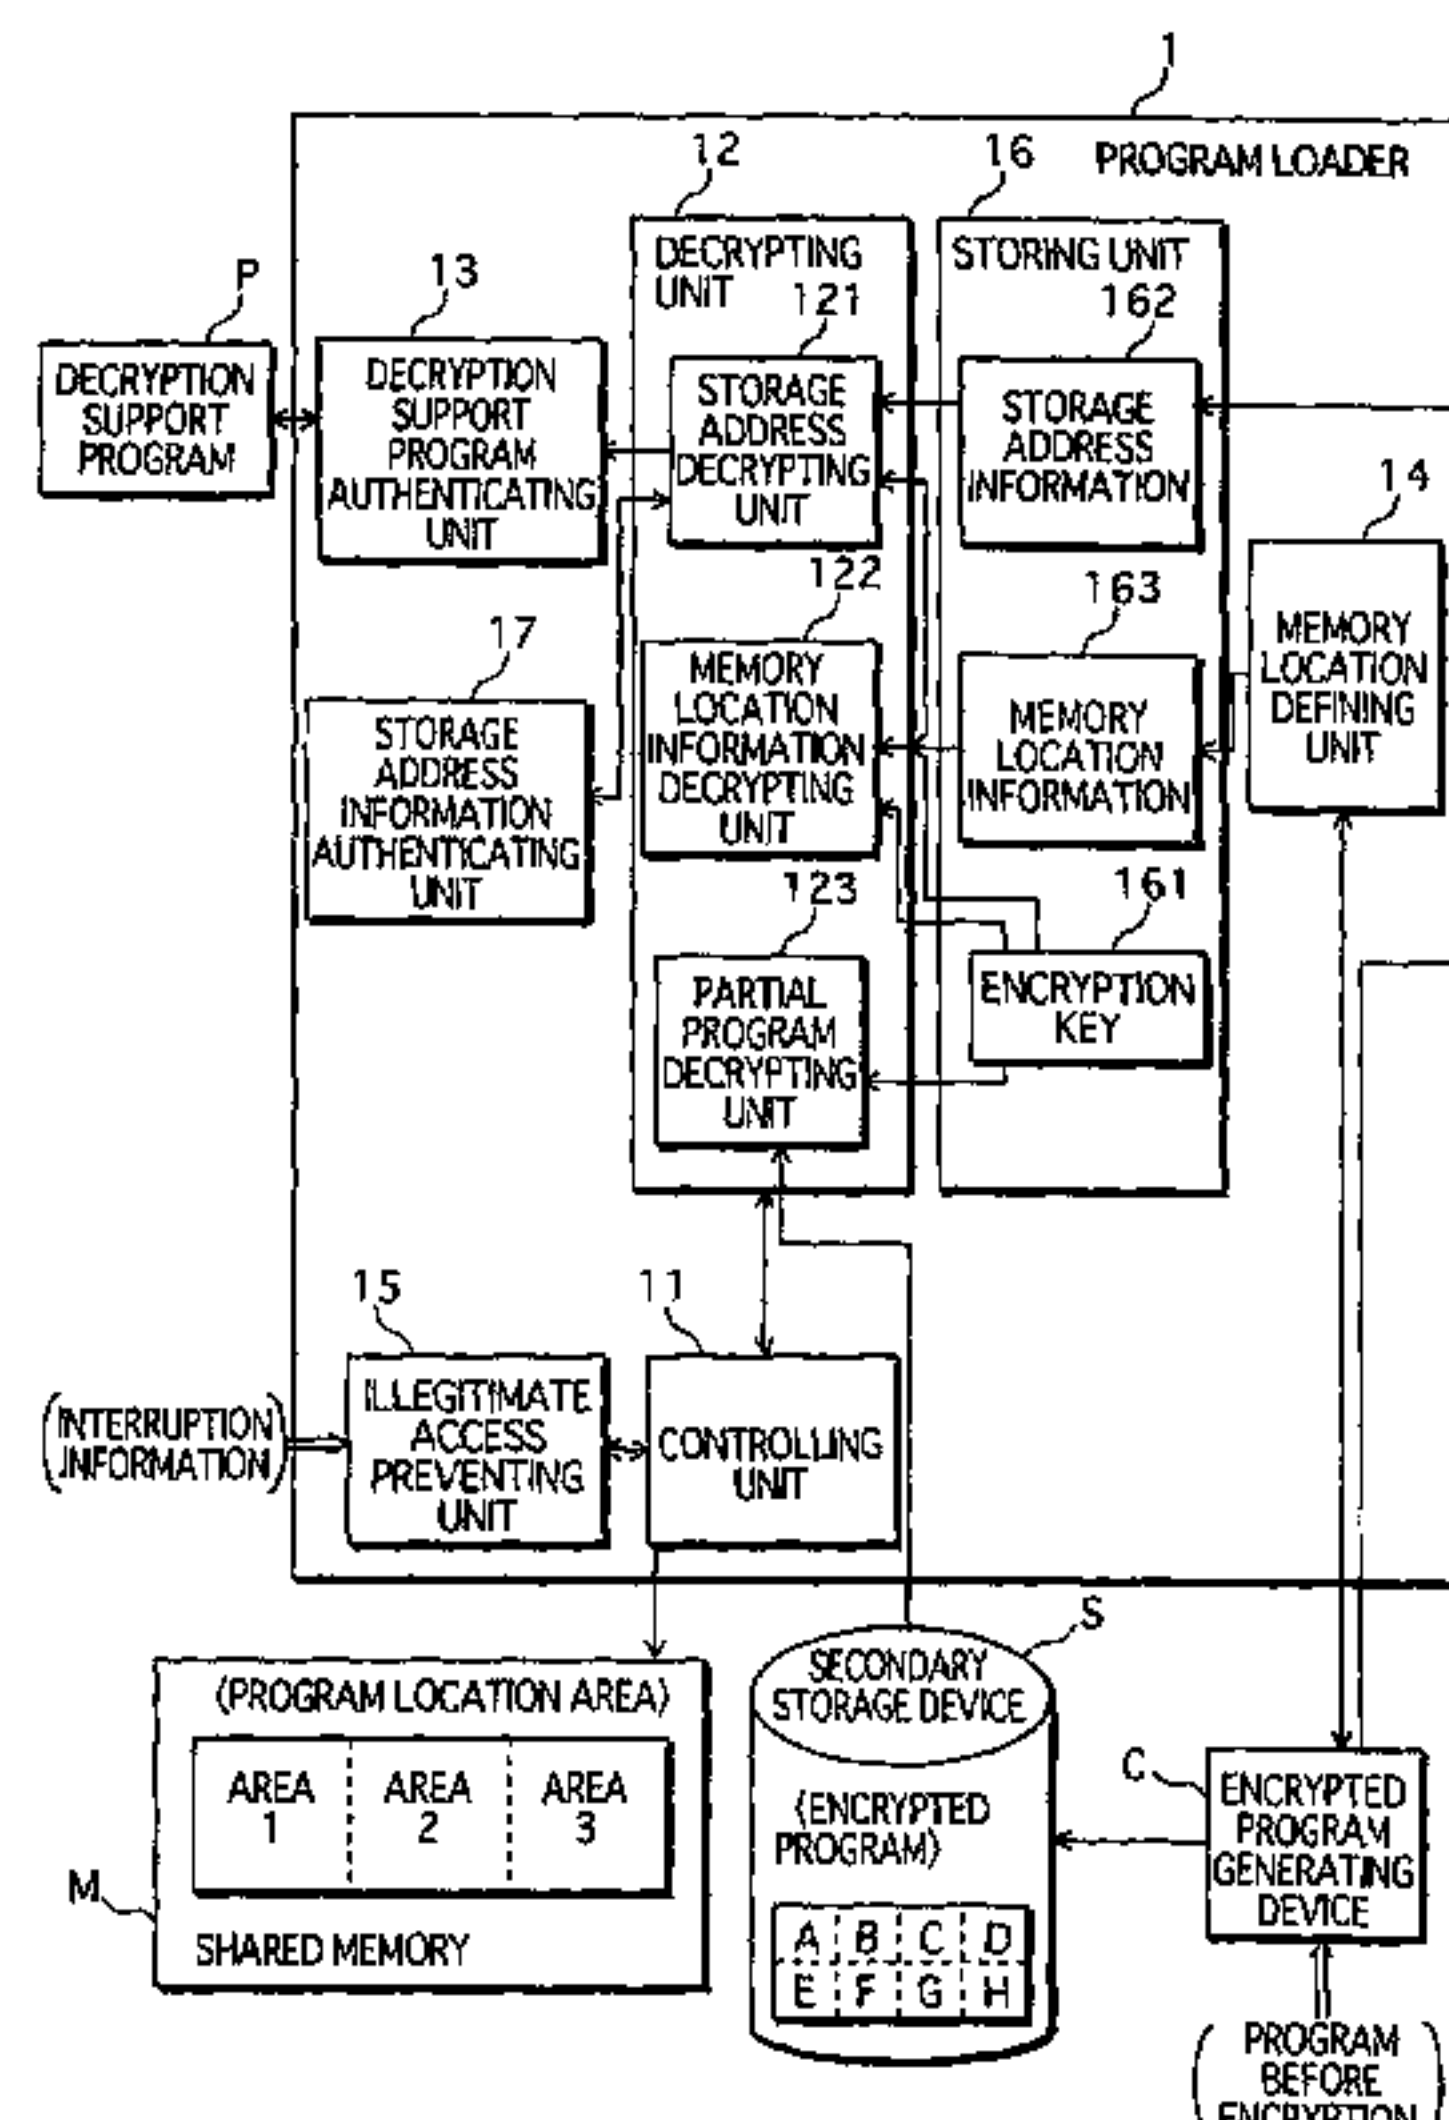 1
PROGRAM LOADER
12
16
DECRYPTING
UNIT
STORING UNIT
P
13
121
162
DECRYPTION
SUPPORT
PROGRAM
DECRYPTION
SUPPORT
PROGRAM
AUTHENTICATING
UNIT
STORAGE
ADDRESS
DECRYPTING
UNIT
STORAGE
ADDRESS
INFORMATION
14
MEMORY
LOCATION
DEFINING
UNIT
17
122
163
STORAGE
ADDRESS
INFORMATION
AUTHENTICATING
UNIT
MEMORY
LOCATION
INFORMATION
DECRYPTING
UNIT
MEMORY
LOCATION
INFORMATION
123
161
PARTIAL
PROGRAM
DECRYPTING
UNIT
ENCRYPTION
KEY
15
11
(INTERRUPTION
INFORMATION)
ILLEGITIMATE
ACCESS
PREVENTING
UNIT
CONTROLLING
UNIT
S
(PROGRAM LOCATION AREA)
AREA
1
AREA
2
AREA
3
M
SHARED MEMORY
SECONDARY
STORAGE DEVICE
(ENCRYPTED
PROGRAM)
A B C D
E F G H
C
ENCRYPTED
PROGRAM
GENERATING
DEVICE
(PROGRAM
BEFORE
ENCRYPTION